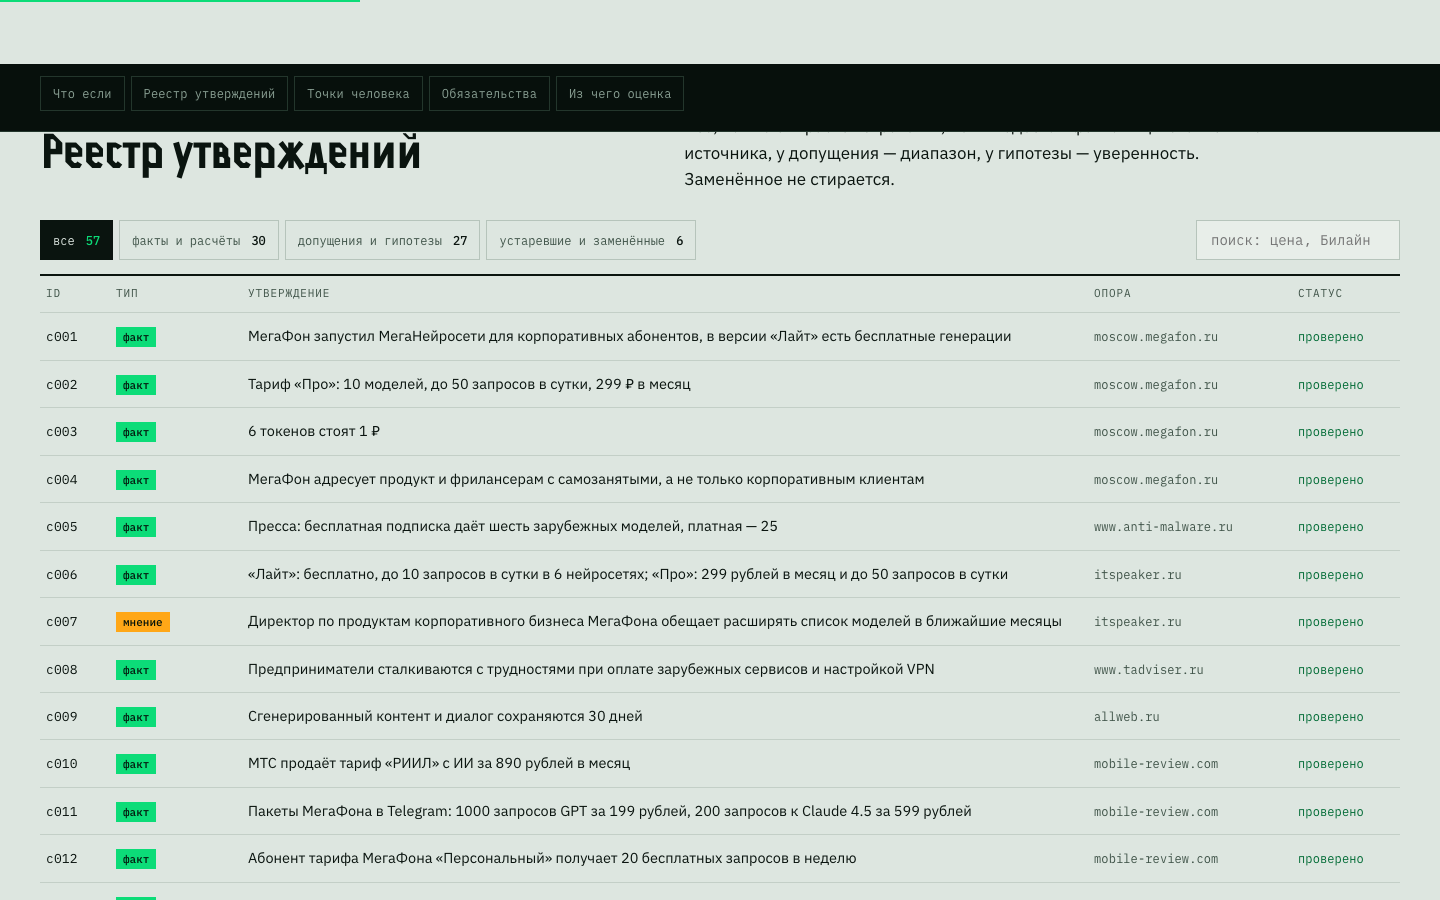 Что если
Реестр утверждений
Точки человека
Обязательства
Из чего оценка
Реестр утверждений
источника, у допущения — диапазон, у гипотезы — уверенность.
Заменённое не стирается.
все 57
факты и расчёты 30
допущения и гипотезы 27
устаревшие и заменённые 6
поиск: цена, Билайн
ID ТИП УТВЕРЖДЕНИЕ ОПОРА СТАТУС
c001 факт МегаФон запустил МегаНейросети для корпоративных абонентов, в версии «Лайт» есть бесплатные генерации moscow.megafon.ru проверено
c002 факт Тариф «Про»: 10 моделей, до 50 запросов в сутки, 299 ₽ в месяц moscow.megafon.ru проверено
c003 факт 6 токенов стоят 1 ₽ moscow.megafon.ru проверено
c004 факт МегаФон адресует продукт и фрилансерам с самозанятыми, а не только корпоративным клиентам moscow.megafon.ru проверено
c005 факт Пресса: бесплатная подписка даёт шесть зарубежных моделей, платная — 25 www.anti-malware.ru проверено
c006 факт «Лайт»: бесплатно, до 10 запросов в сутки в 6 нейросетях; «Про»: 299 рублей в месяц и до 50 запросов в сутки itspeaker.ru проверено
c007 мнение Директор по продуктам корпоративного бизнеса МегаФона обещает расширять список моделей в ближайшие месяцы itspeaker.ru проверено
c008 факт Предприниматели сталкиваются с трудностями при оплате зарубежных сервисов и настройкой VPN www.tadviser.ru проверено
c009 факт Сгенерированный контент и диалог сохраняются 30 дней allweb.ru проверено
c010 факт МТС продаёт тариф «РИИЛ» с ИИ за 890 рублей в месяц mobile-review.com проверено
c011 факт Пакеты МегаФона в Telegram: 1000 запросов GPT за 199 рублей, 200 запросов к Claude 4.5 за 599 рублей mobile-review.com проверено
c012 факт Абонент тарифа МегаФона «Персональный» получает 20 бесплатных запросов в неделю mobile-review.com проверено